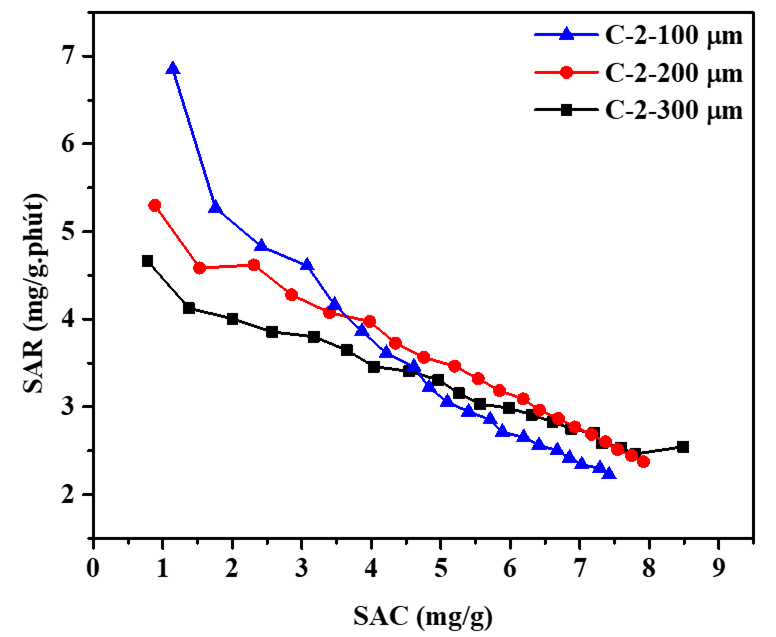 C-2-100 μm
C-2-200 μm
C-2-300 μm
SAR (mg/g.phút)
7
6
5
4
3
2
0 1 2 3 4 5 6 7 8 9
SAC (mg/g)